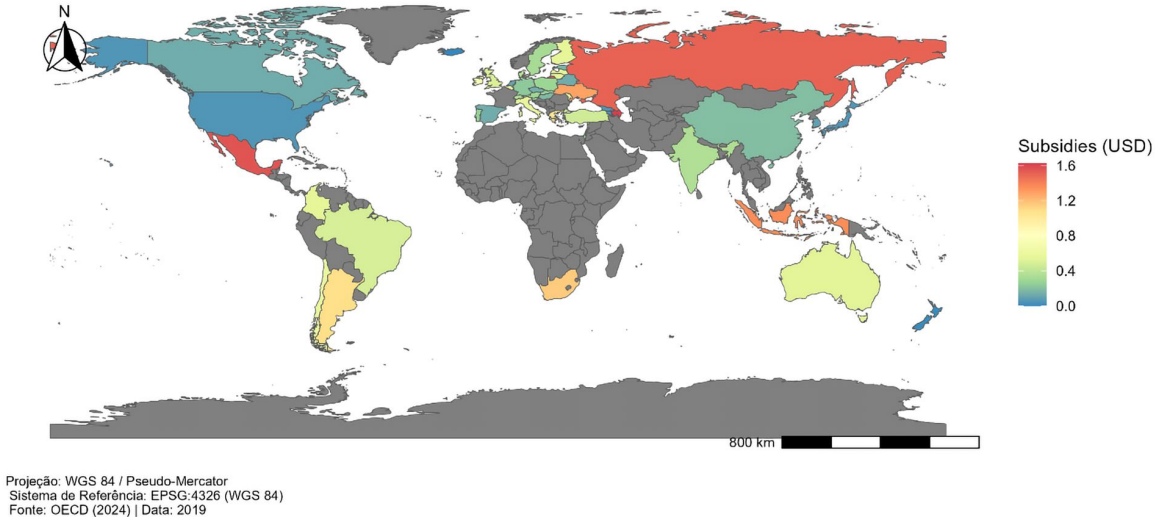 N
Subsidies (USD)
1.6
1.2
0.8
0.4
0.0
800 km
Projeção: WGS 84 / Pseudo-Mercator
Sistema de Referência: EPSG:4326 (WGS 84)
Fonte: OECD (2024) | Data: 2019